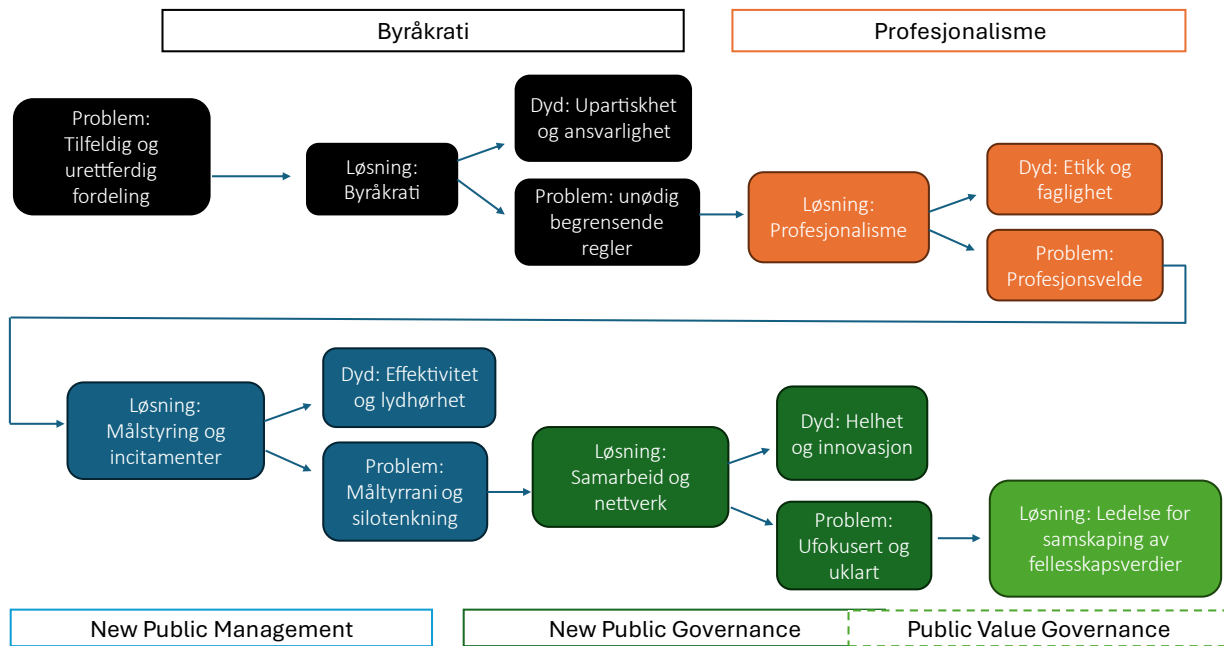 Byråkrati
Profesjonalisme
Problem:
Tilfeldig og
urettferdig
fordeling
Løsning:
Byråkrati
Dyd: Upartiskhet
og ansvarlighet
Problem: unødig
begrensende
regler
Løsning:
Profesjonalisme
Dyd: Etikk og
faglighet
Problem:
Profesjonsvelde
Løsning:
Målstyring og
incitamenter
Dyd: Effektivitet
og lydhørhet
Problem:
Måltyrrani og
silotenkning
Løsning:
Samarbeid og
nettverk
Dyd: Helhet
og innovasjon
Problem:
Ufokusert og
uklart
Løsning: Ledelse for
samskaping av
fellesskapsverdier
New Public Management
New Public Governance
Public Value Governance